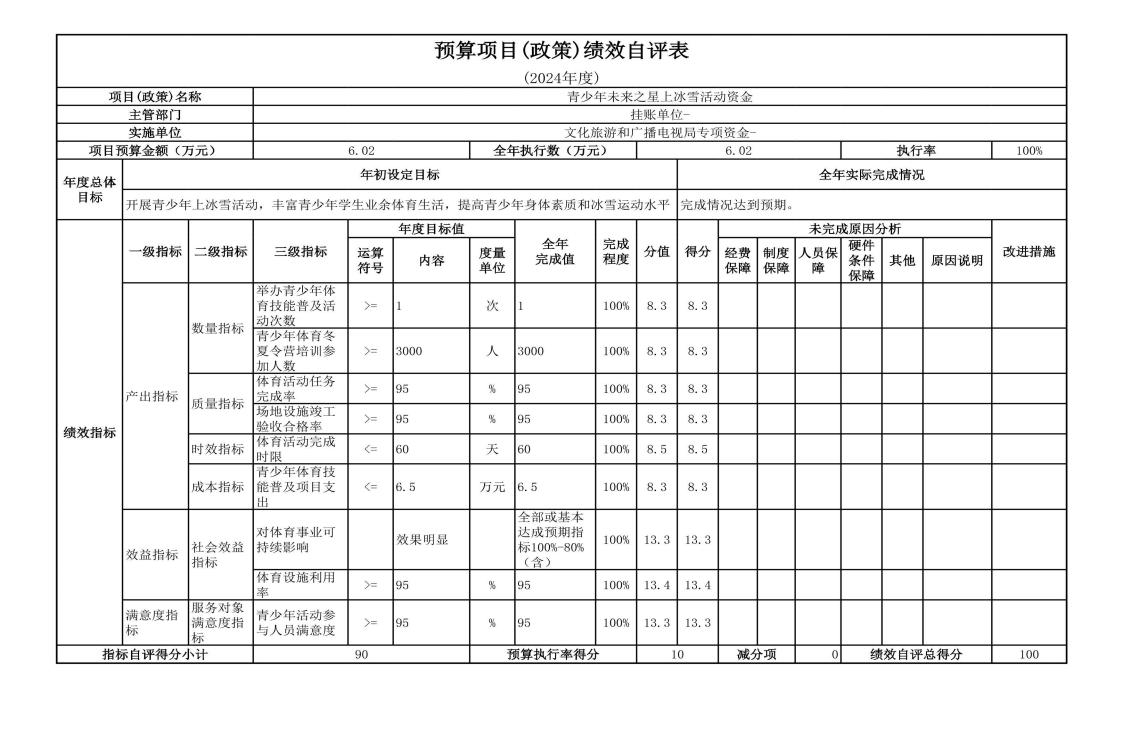 预算项目(政策)绩效自评表
(2024年度)
项目(政策)名称 青少年未来之星上冰雪活动资金
主管部门 挂账单位-
实施单位 文化旅游和广播电视局专项资金-
项目预算金额(万元) 6.02 全年执行数(万元) 6.02 执行率 100%
年度总体目标 年初设定目标 全年实际完成情况
开展青少年上冰雪活动，丰富青少年学生业余体育生活，提高青少年身体素质和冰雪运动水平 完成情况达到预期。
绩效指标 一级指标 二级指标 三级指标 年度目标值 全年完成值 完成程度 分值 得分 未完成原因分析 改进措施
运算符号 内容 度量单位 经费保障 制度保障 人员保障 硬件条件保障 其他 原因说明
产出指标 数量指标 举办青少年体育技能普及活动次数 >= 1 次 1 100% 8.3 8.3
青少年体育冬夏令营培训参加人数 >= 3000 人 3000 100% 8.3 8.3
质量指标 体育活动任务完成率 >= 95 % 95 100% 8.3 8.3
场地设施竣工验收合格率 >= 95 % 95 100% 8.3 8.3
时效指标 体育活动完成时限 <= 60 天 60 100% 8.5 8.5
成本指标 青少年体育技能普及项目支出 <= 6.5 万元 6.5 100% 8.3 8.3
效益指标 社会效益指标 对体育事业可持续影响 效果明显 全部或基本达成预期指标100%-80%（含） 100% 13.3 13.3
体育设施利用率 >= 95 % 95 100% 13.4 13.4
满意度指标 服务对象满意度指标 青少年活动参与人员满意度 >= 95 % 95 100% 13.3 13.3
指标自评得分小计 90 预算执行率得分 10 减分项 0 绩效自评总得分 100